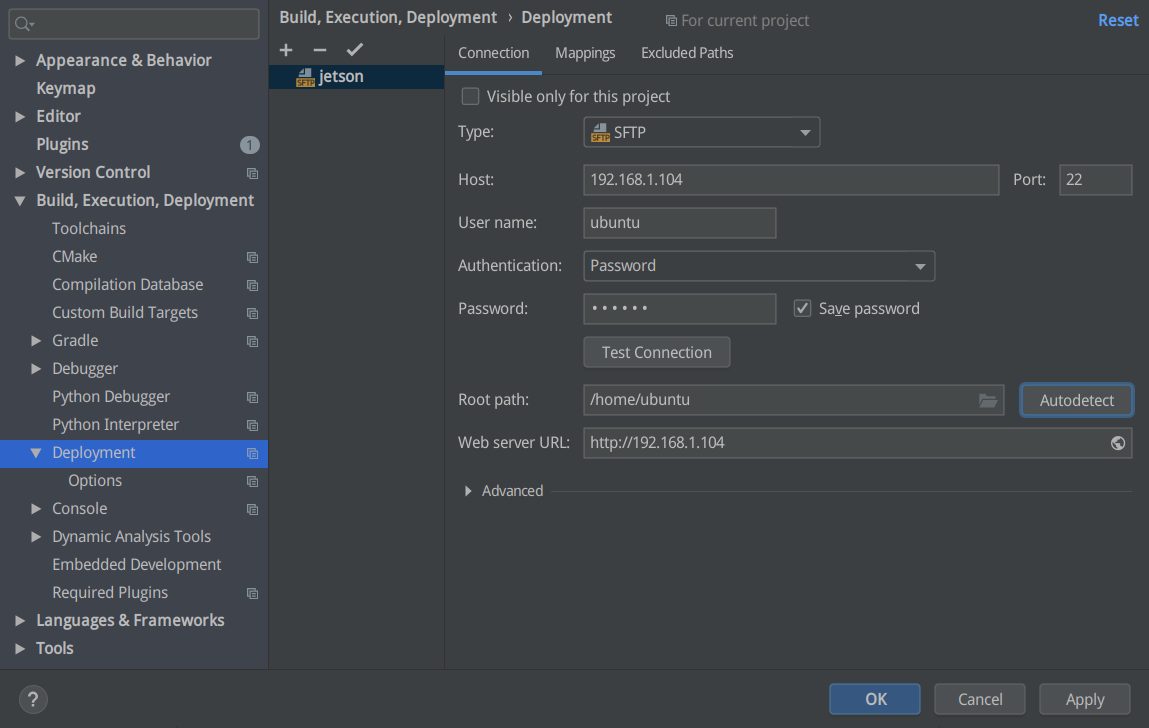 Build, Execution, Deployment › Deployment
For current project
Reset
Appearance & Behavior
Keymap
Editor
Plugins
1
Version Control
Build, Execution, Deployment
Toolchains
CMake
Compilation Database
Custom Build Targets
Gradle
Debugger
Python Debugger
Python Interpreter
Deployment
Options
Console
Dynamic Analysis Tools
Embedded Development
Required Plugins
Languages & Frameworks
Tools
SFTP jetson
Connection
Mappings
Excluded Paths
Visible only for this project
Type: SFTP SFTP
Host: 192.168.1.104
Port: 22
User name: ubuntu
Authentication: Password
Password: ••••••
Save password
Test Connection
Root path: /home/ubuntu
Autodetect
Web server URL: http://192.168.1.104
Advanced
?
OK
Cancel
Apply